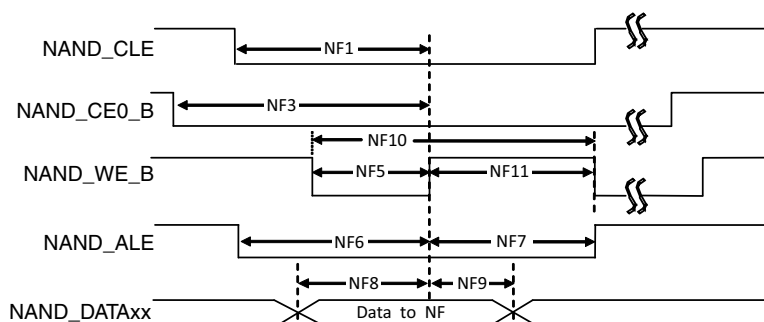 NAND_CLE
NF1
NAND_CE0_B
NF3
NF10
NAND_WE_B
NF5
NF11
NAND_ALE
NF6
NF7
NF8
NF9
NAND_DATAxx
Data to NF